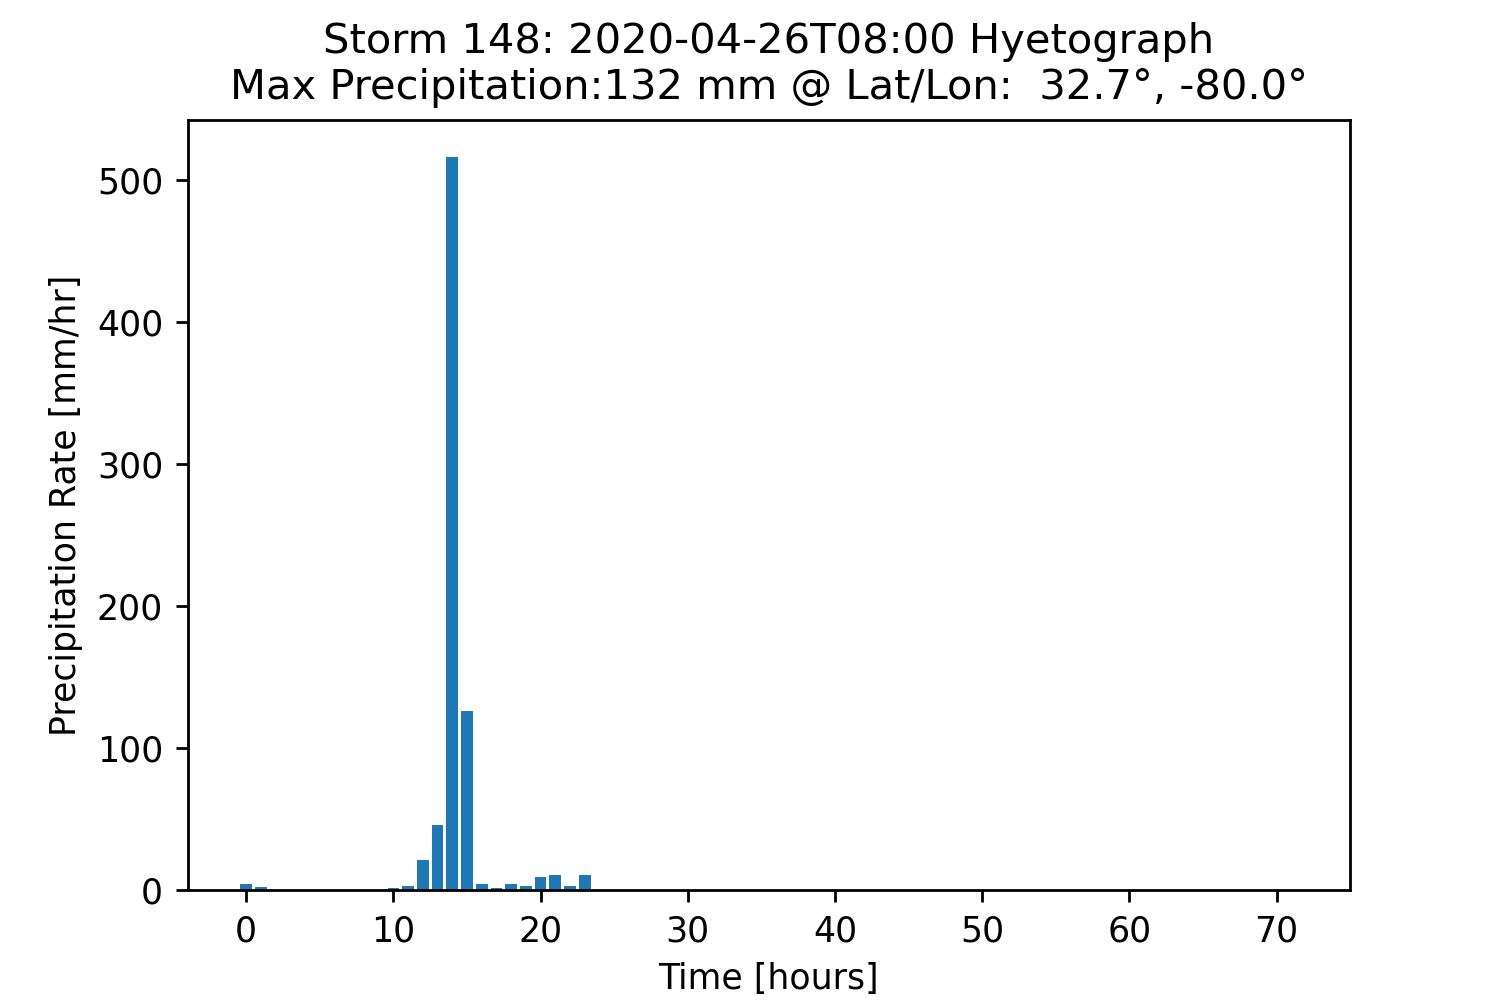 Storm 148: 2020-04-26T08:00 Hyetograph
Max Precipitation:132 mm @ Lat/Lon:  32.7°, -80.0°
Precipitation Rate [mm/hr]
500
400
300
200
100
0
0 10 20 30 40 50 60 70
Time [hours]